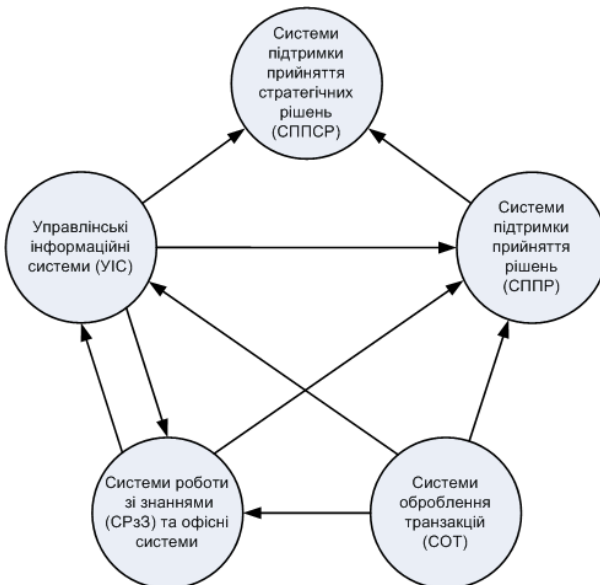 Системи
підтримки
прийняття
стратегічних
рішень
(СППСР)
Управлінські
інформаційні
системи (УІС)
Системи
підтримки
прийняття
рішень
(СППР)
Системи роботи
зі знаннями
(СРзЗ) та офісні
системи
Системи
оброблення
транзакцій
(СОТ)